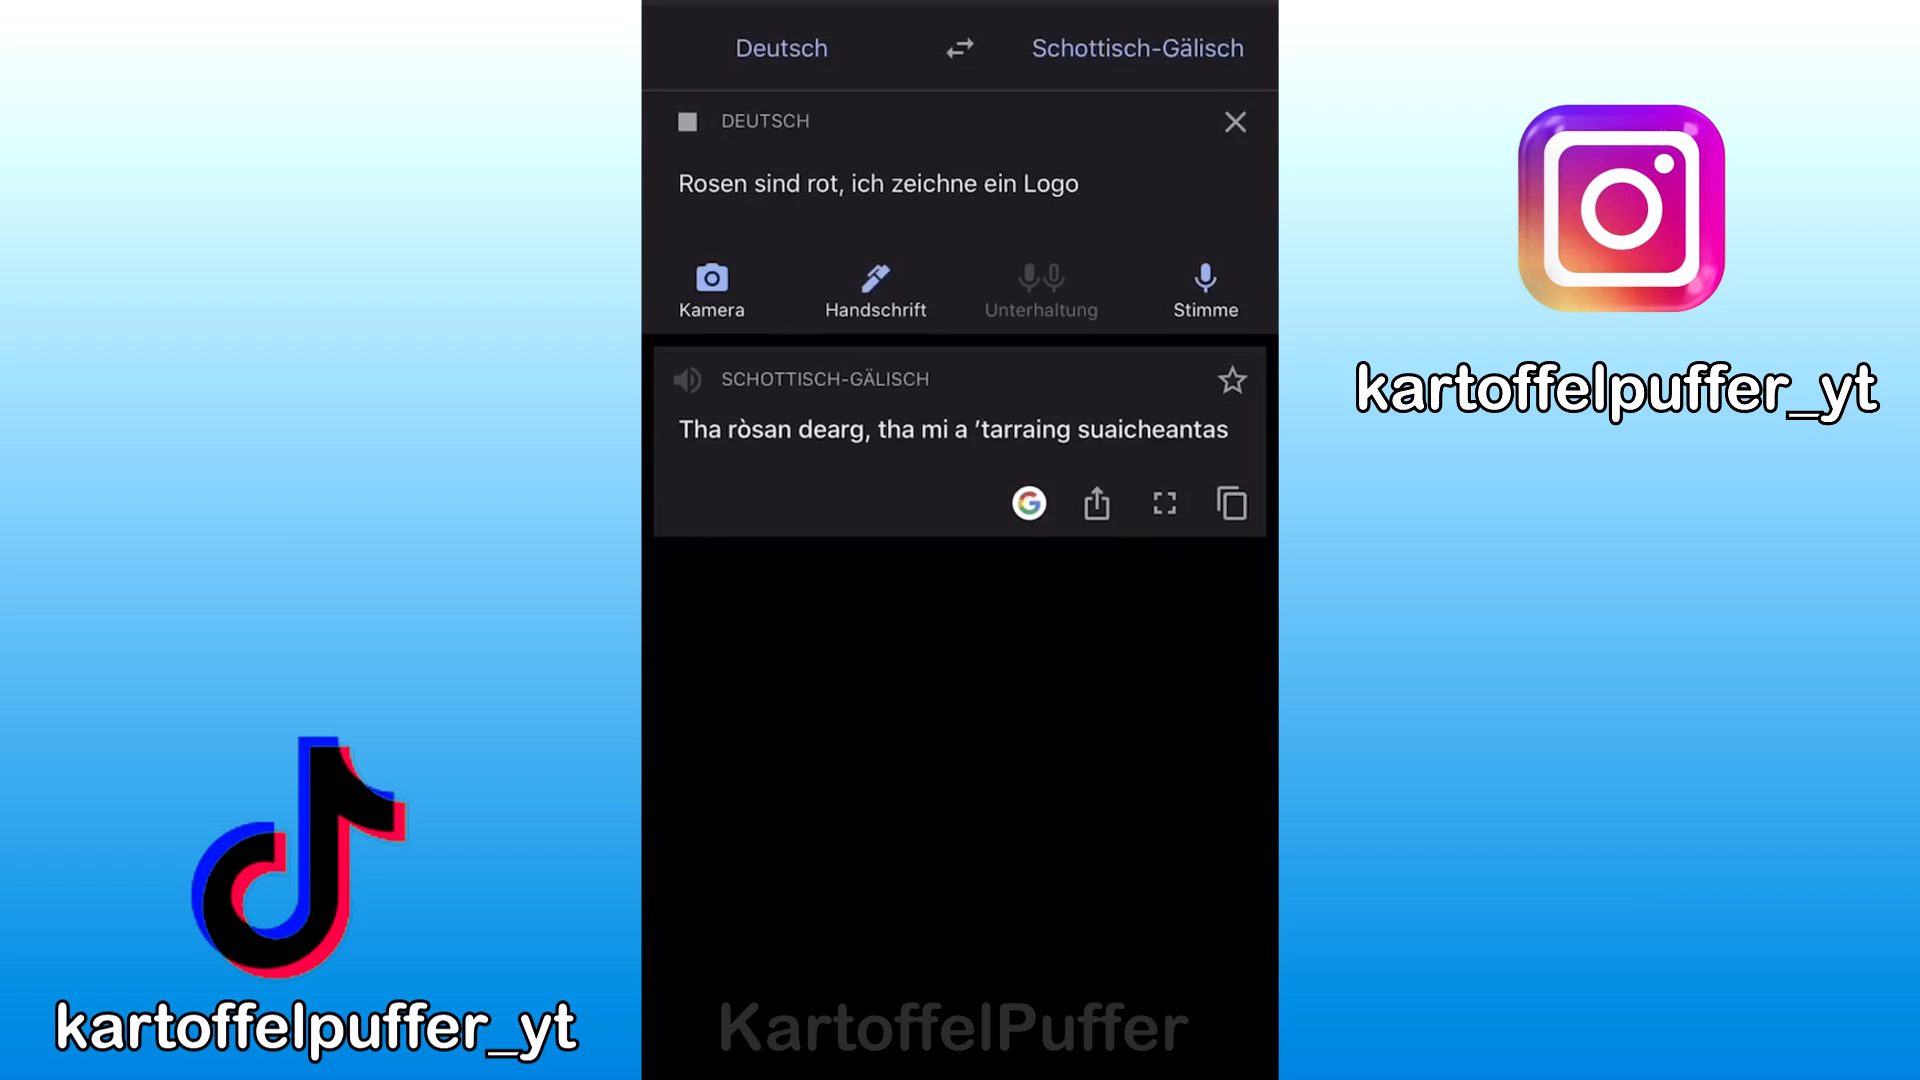 Deutsch
Schottisch-Gälisch
DEUTSCH
Rosen sind rot, ich zeichne ein Logo
Kamera
Handschrift
Unterhaltung
Stimme
SCHOTTISCH-GÄLISCH
Tha ròsan dearg, tha mi a ’tarraing suaicheantas
kartoffelpuffer_yt
kartoffelpuffer_yt
KartoffelPuffer